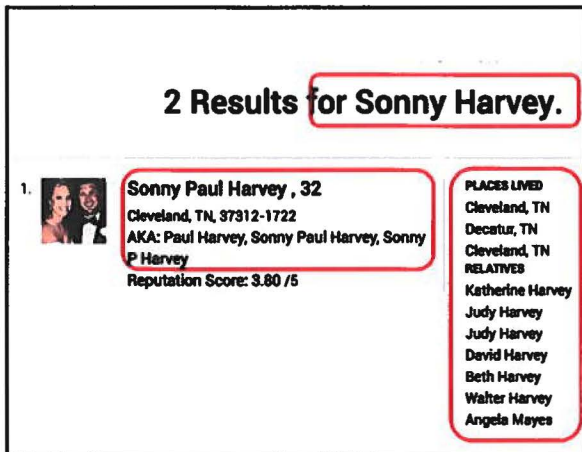 2 Results for Sonny Harvey.
1.
Sonny Paul Harvey , 32
Cleveland, TN, 37312-1722
AKA: Paul Harvey, Sonny Paul Harvey, Sonny
P Harvey
Reputation Score: 3.80 /5
PLACES LIVED
Cleveland, TN
Decatur, TN
Cleveland, TN
RELATIVES
Katherine Harvey
Judy Harvey
Judy Harvey
David Harvey
Beth Harvey
Walter Harvey
Angela Mayes